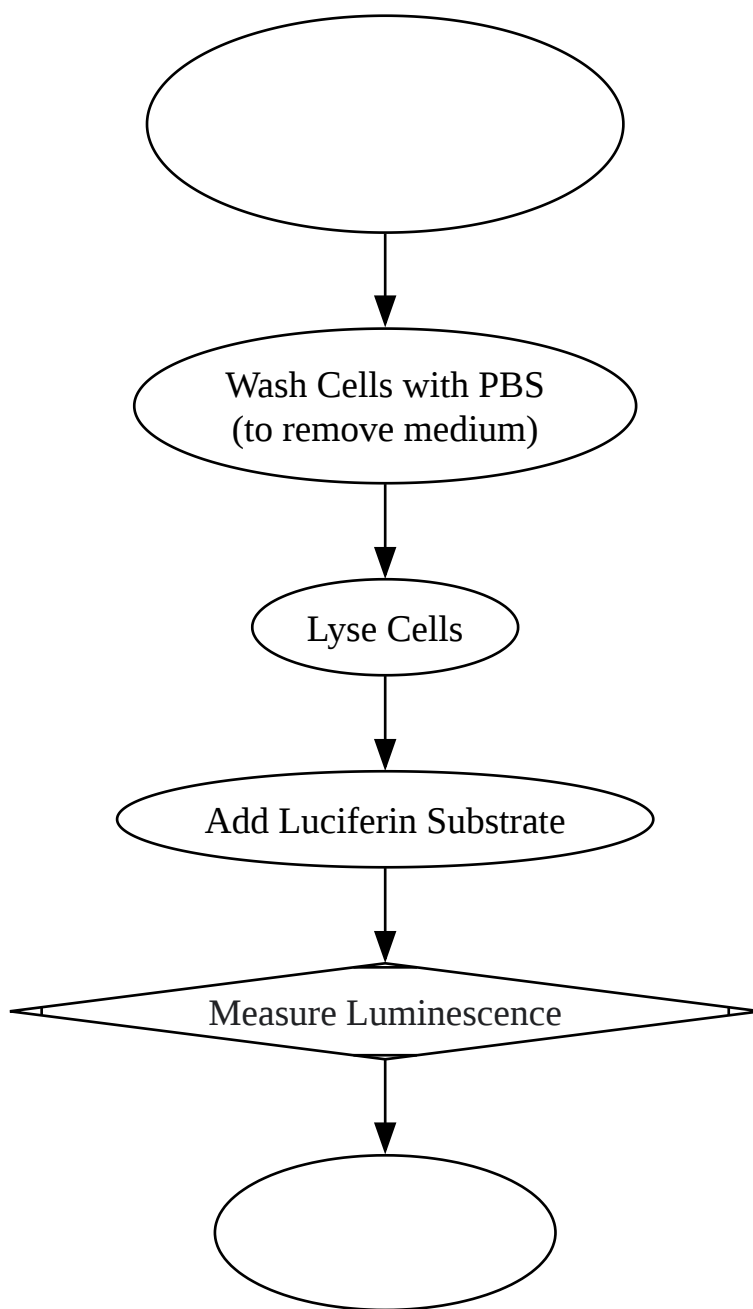 Wash Cells with PBS
(to remove medium)
Lyse Cells
Add Luciferin Substrate
Measure Luminescence